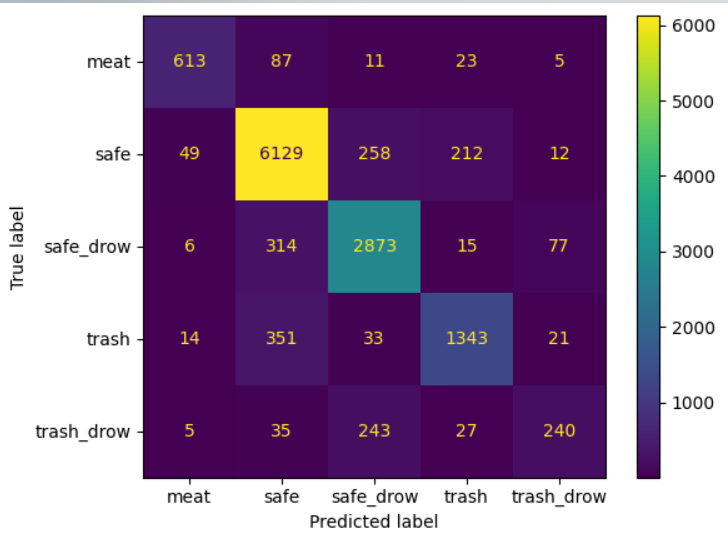 meat 613 87 11 23 5
safe 49 6129 258 212 12
safe_drow 6 314 2873 15 77
trash 14 351 33 1343 21
trash_drow 5 35 243 27 240
meat safe safe_drow trash trash_drow
Predicted label
True label
6000
5000
4000
3000
2000
1000